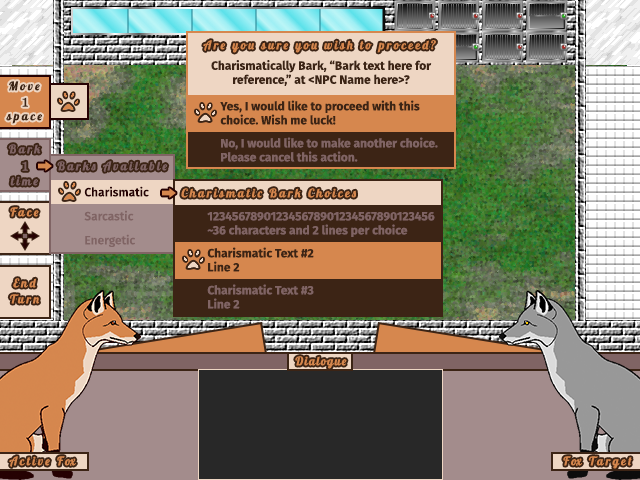 Are you sure you wish to proceed?
Charismatically Bark, “Bark text here for
reference,” at <NPC Name here>?
Yes, I would like to proceed with this
choice. Wish me luck!
No, I would like to make another choice.
Please cancel this action.
Move
1
space
Bark
1
time
Barks Available
Charismatic
Sarcastic
Energetic
Charismatic Bark Choices
123456789012345678901234567890123456
~36 characters and 2 lines per choice
Charismatic Text #2
Line 2
Charismatic Text #3
Line 2
Face
End
Turn
Dialogue
Active Fox
Fox Target